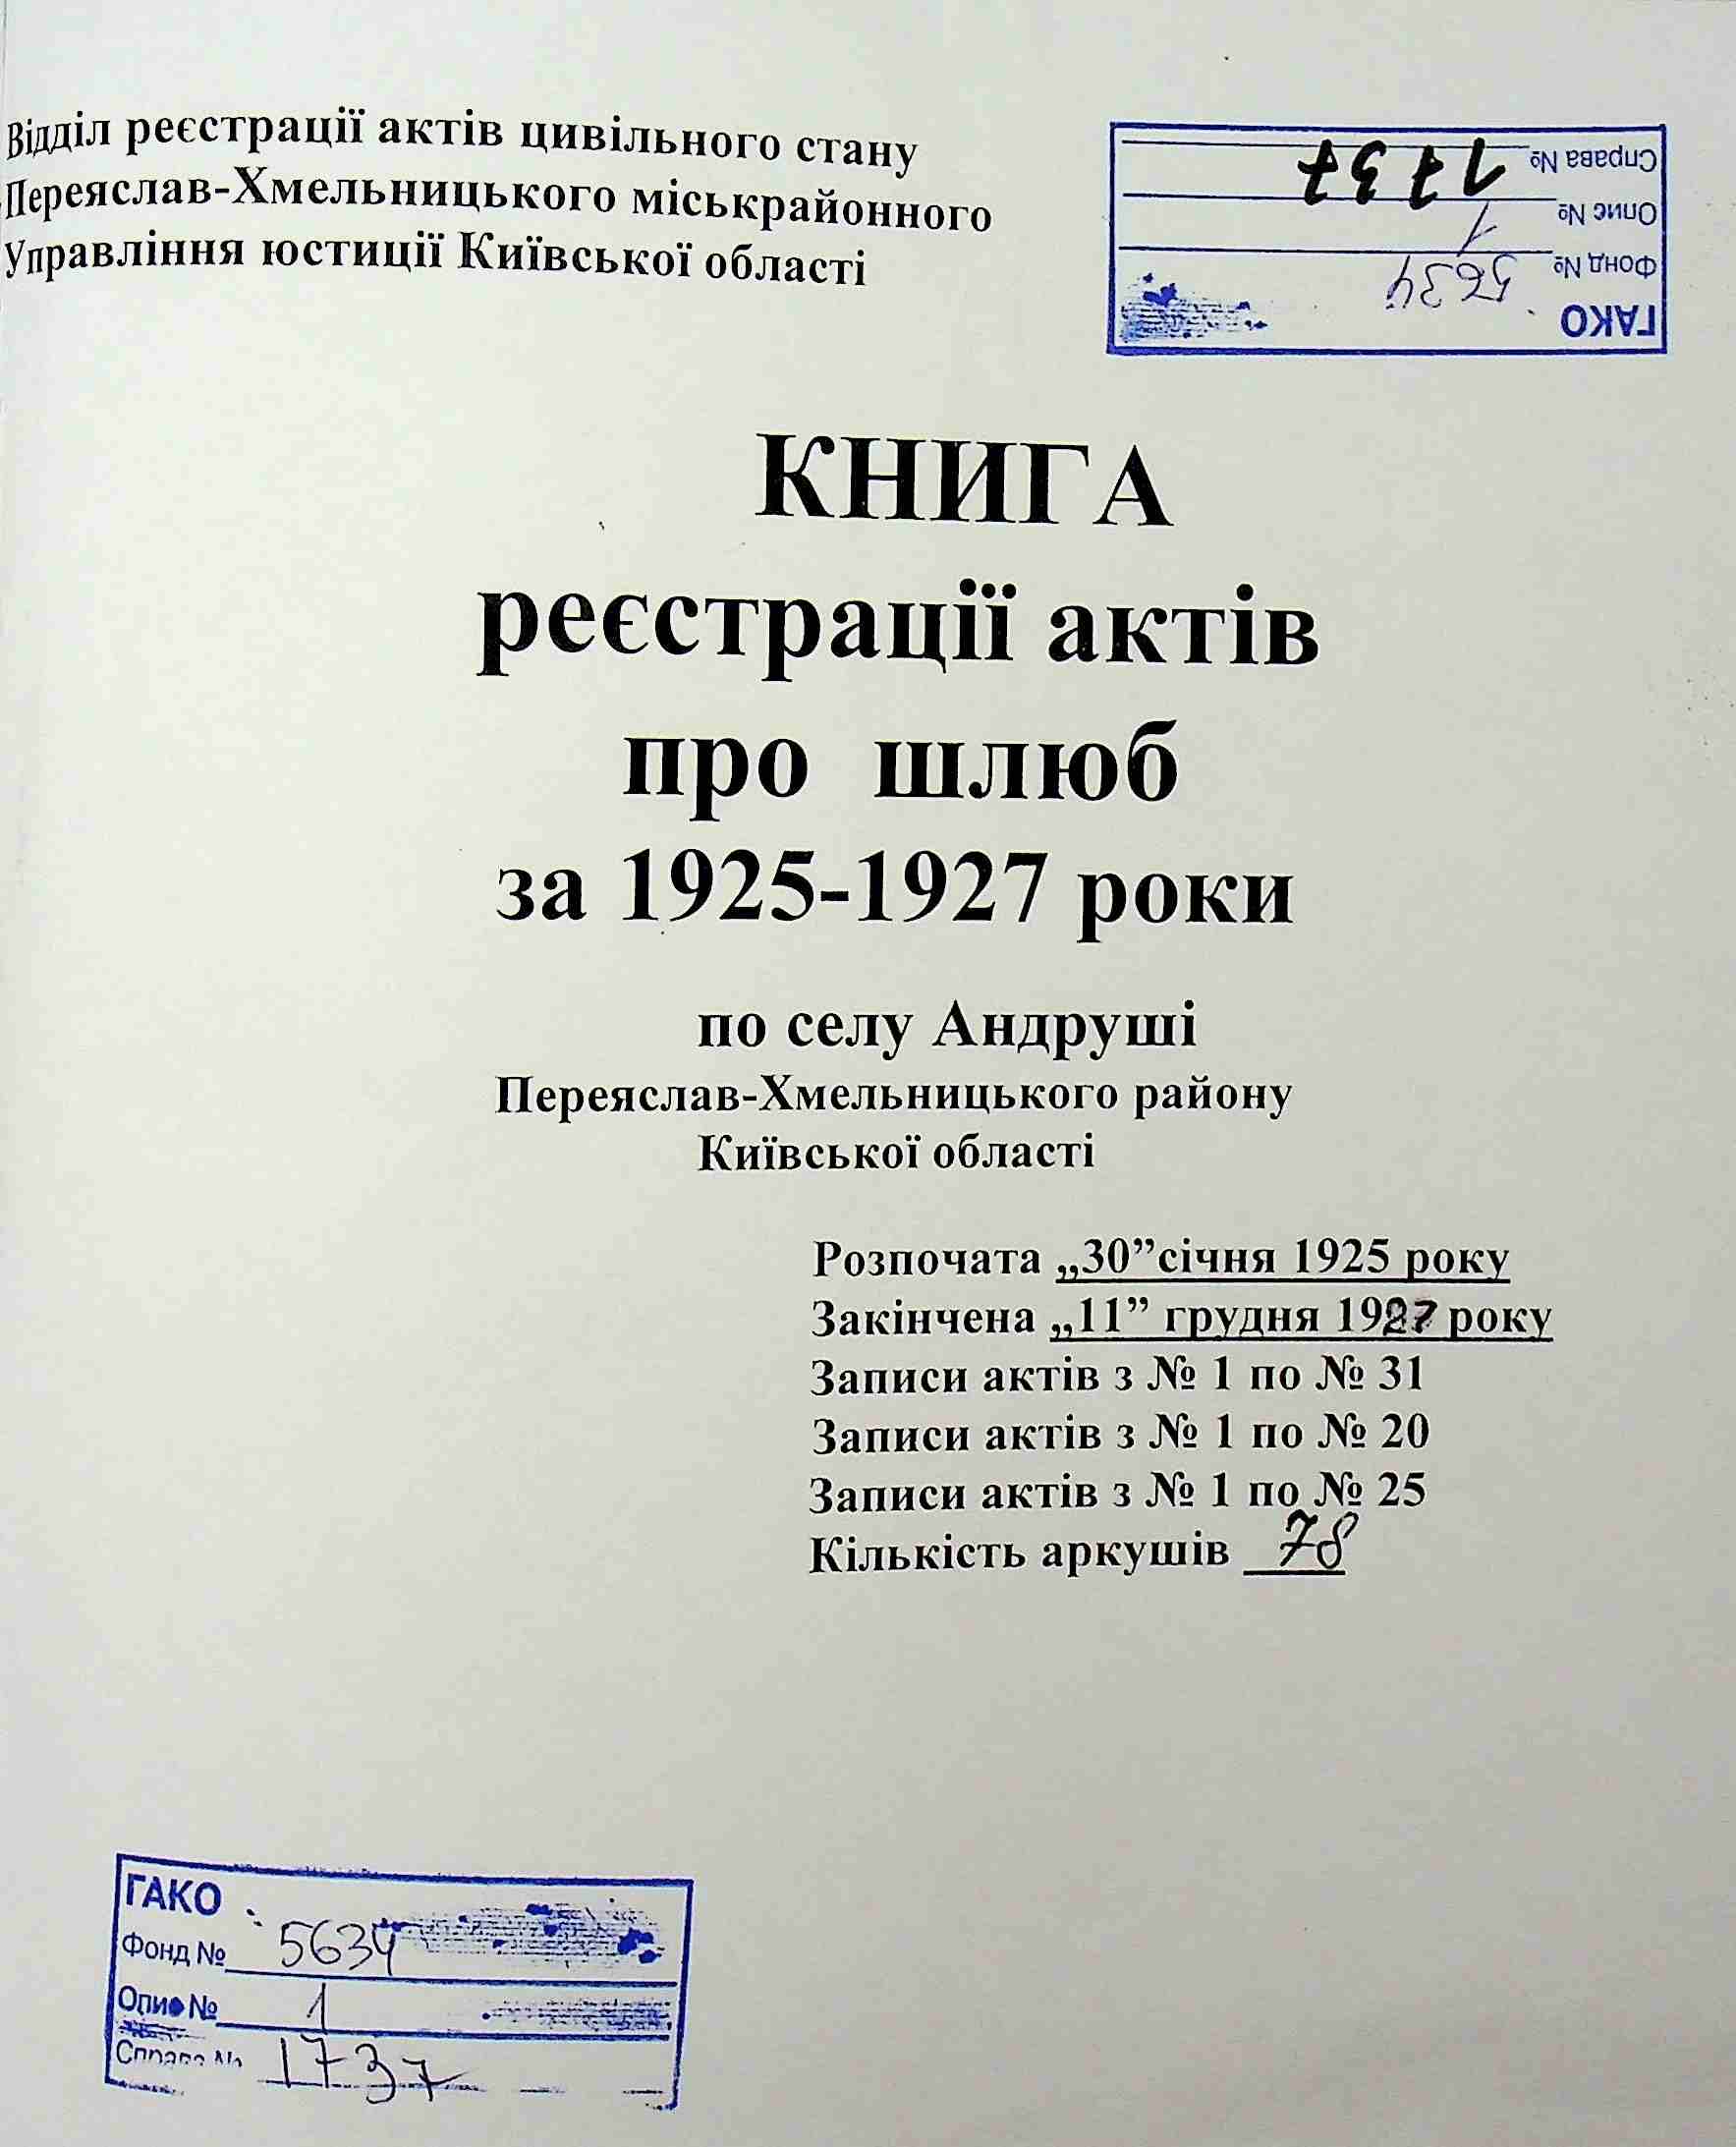 Відділ реєстрації актів цивільного стану
Переяслав-Хмельницького міськрайонного
Управління юстиції Київської області
ГАКО
Фонд № 5634
Опис № 1
Справа № 1737
КНИГА
реєстрації актів
про шлюб
за 1925-1927 роки
по селу Андруші
Переяслав-Хмельницького району
Київської області
Розпочата „30” січня 1925 року
Закінчена „11” грудня 1927 року
Записи актів з № 1 по № 31
Записи актів з № 1 по № 20
Записи актів з № 1 по № 25
Кількість аркушів 78
ГАКО
Фонд № 5634
Опис № 1
Справа № 1737